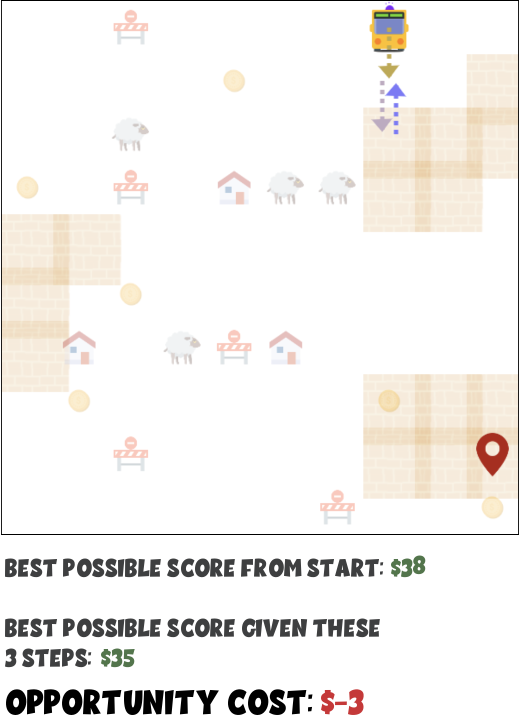 BEST POSSIBLE SCORE FROM START: $38
BEST POSSIBLE SCORE GIVEN THESE
3 STEPS: $35
OPPORTUNITY COST: $-3